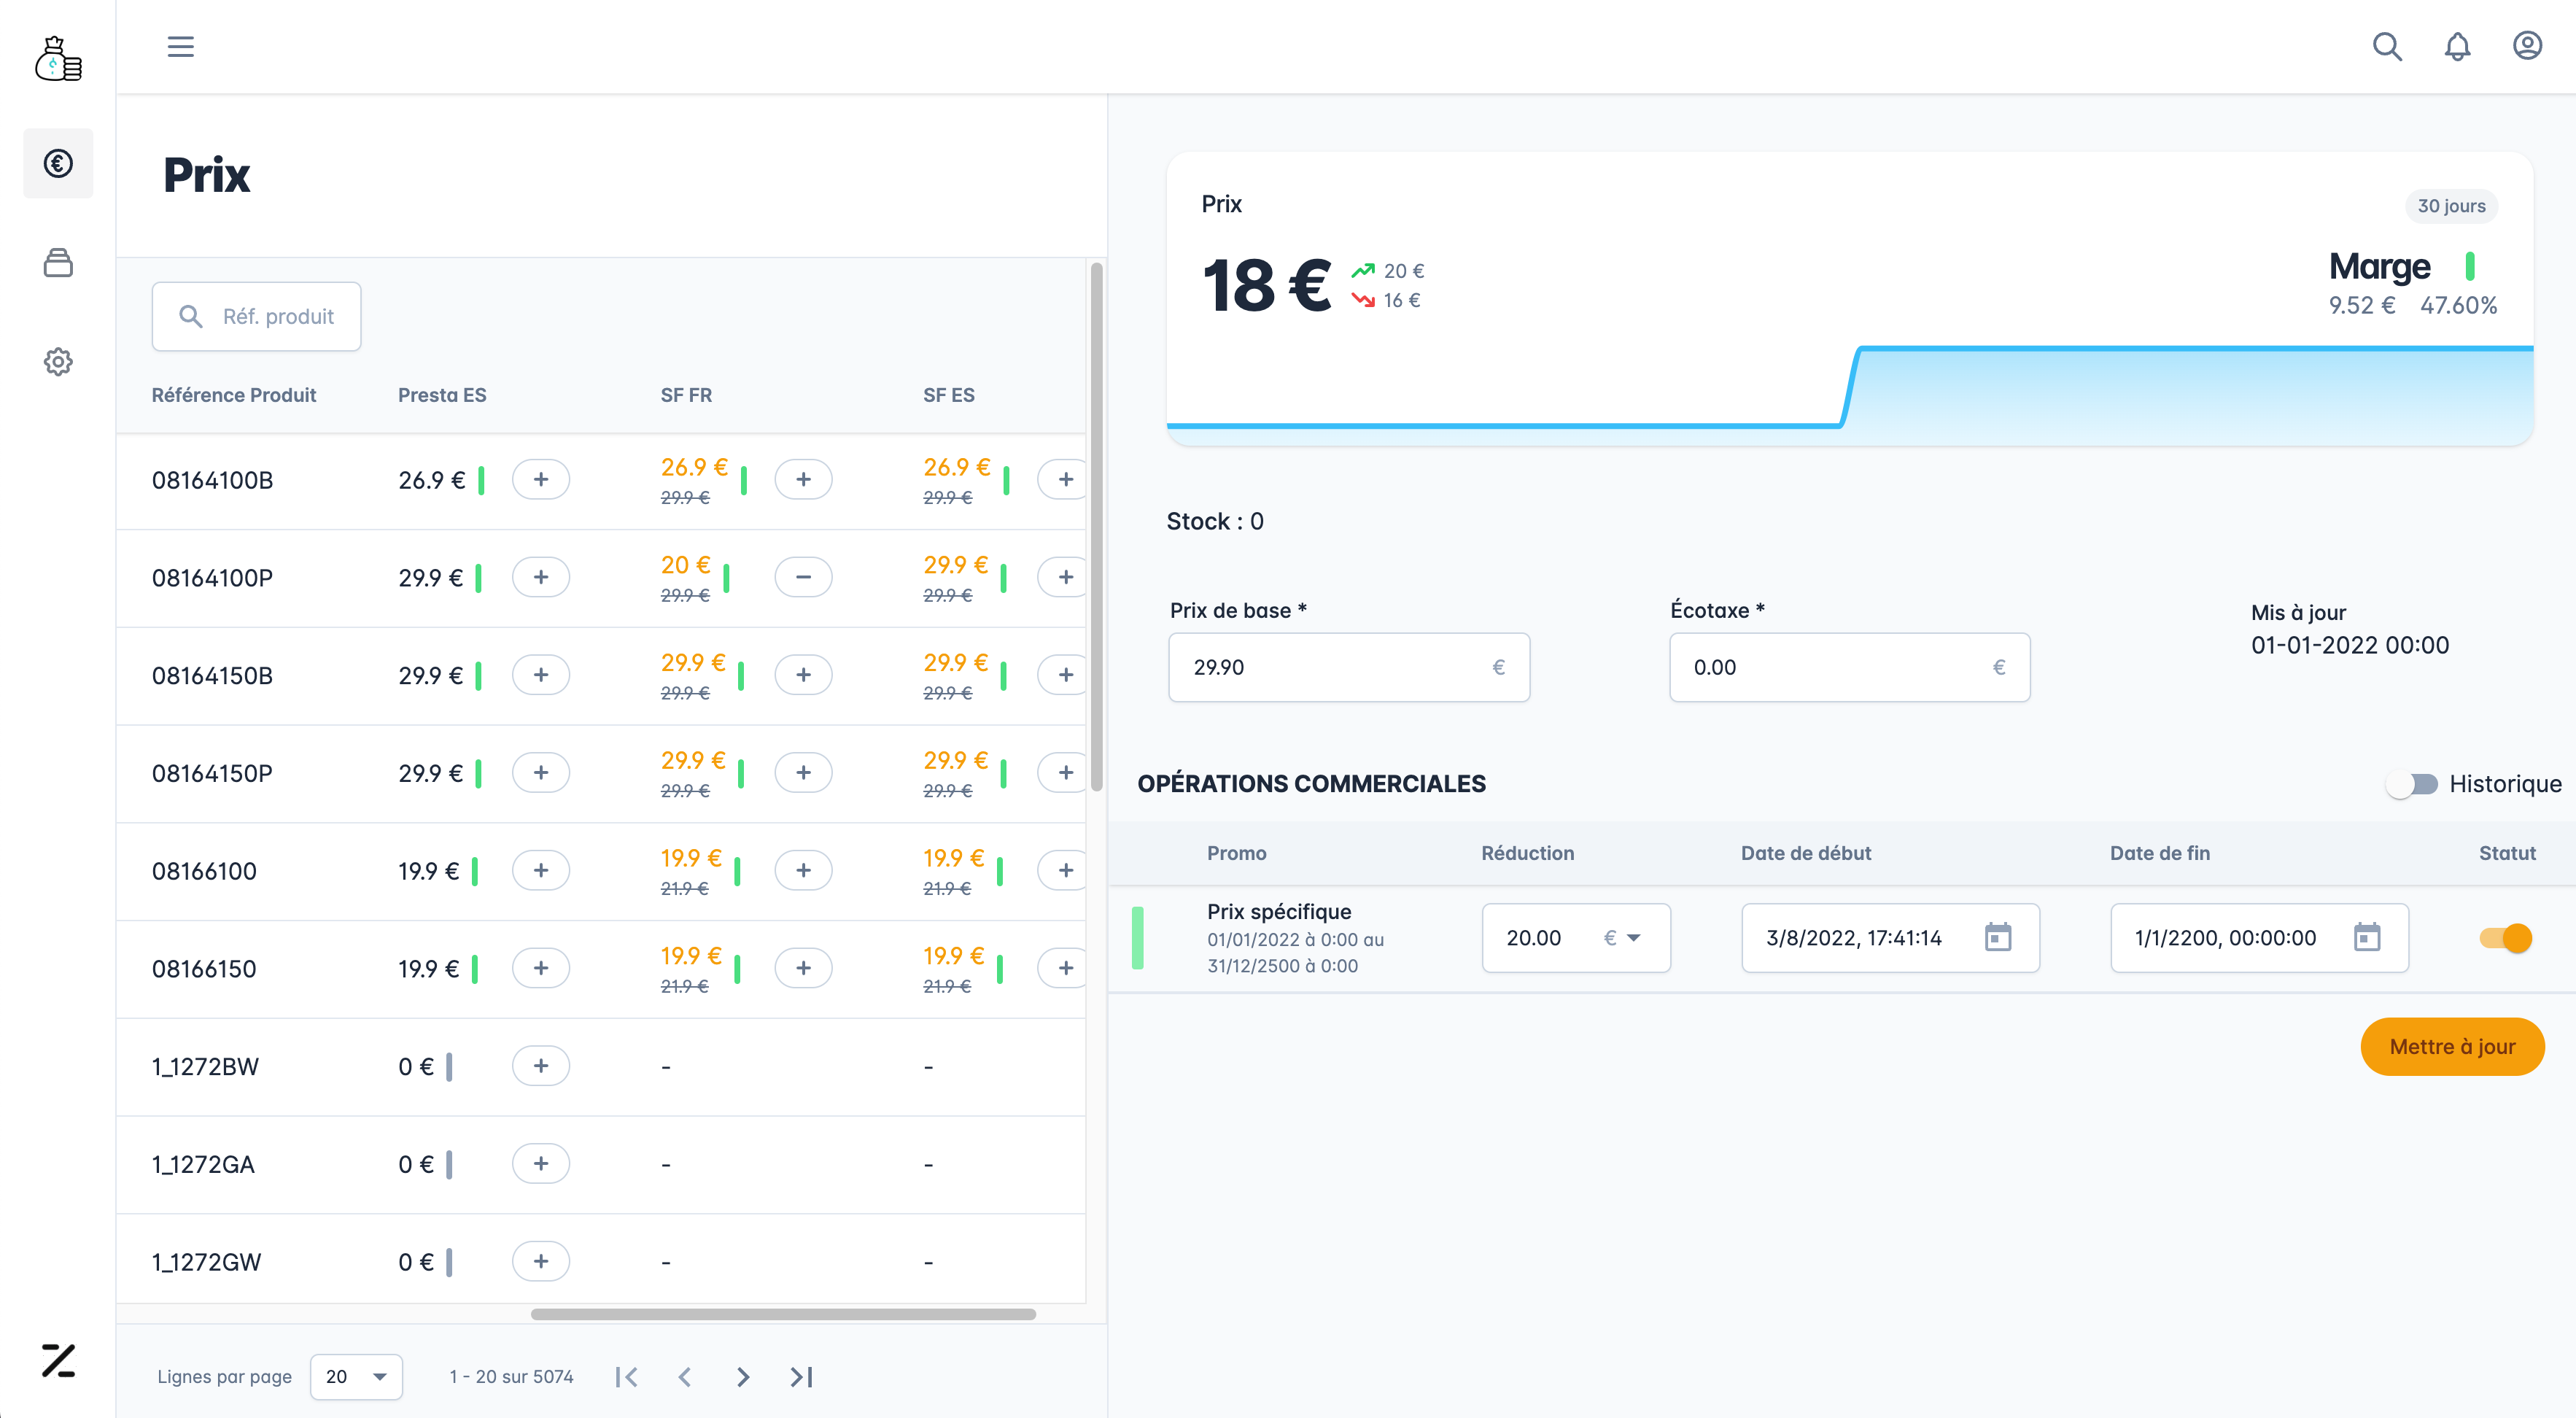 Prix
Réf. produit
Référence Produit Presta ES SF FR SF ES
08164100B 26.9 € + 26.9 € 29.9 € + 26.9 € 29.9 € +
08164100P 29.9 € + 20 € 29.9 € − 29.9 € 29.9 € +
08164150B 29.9 € + 29.9 € 29.9 € + 29.9 € 29.9 € +
08164150P 29.9 € + 29.9 € 29.9 € + 29.9 € 29.9 € +
08166100 19.9 € + 19.9 € 21.9 € + 19.9 € 21.9 € +
08166150 19.9 € + 19.9 € 21.9 € + 19.9 € 21.9 € +
1_1272BW 0 € + - -
1_1272GA 0 € + - -
1_1272GW 0 € + - -
Lignes par page 20 1 - 20 sur 5074
Prix
30 jours
18 €
20 €
16 €
Marge
9.52 € 47.60%
Stock : 0
Prix de base * Écotaxe * Mis à jour
29.90 € 0.00 € 01-01-2022 00:00
OPÉRATIONS COMMERCIALES Historique
Promo Réduction Date de début Date de fin Statut
Prix spécifique
01/01/2022 à 0:00 au
31/12/2500 à 0:00
20.00 € 3/8/2022, 17:41:14 1/1/2200, 00:00:00
Mettre à jour